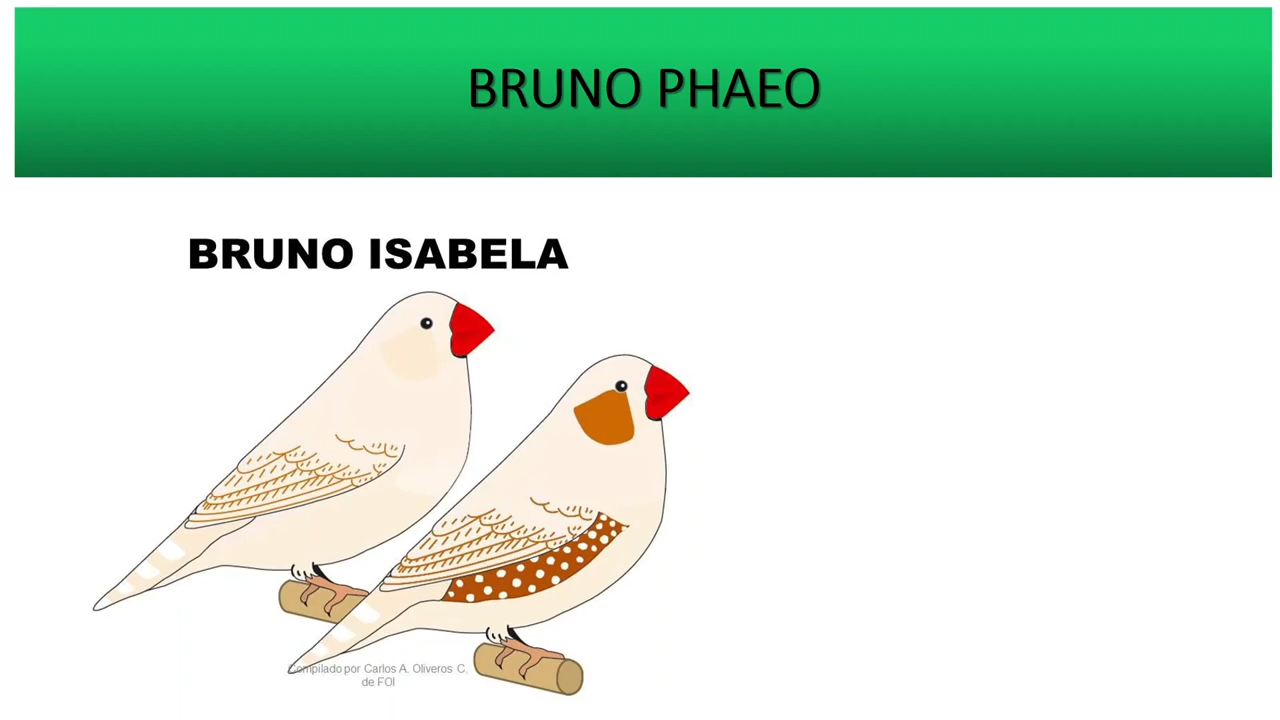 BRUNO PHAEO
BRUNO ISABELA
Compilado por Carlos A. Oliveros C.
de FOI